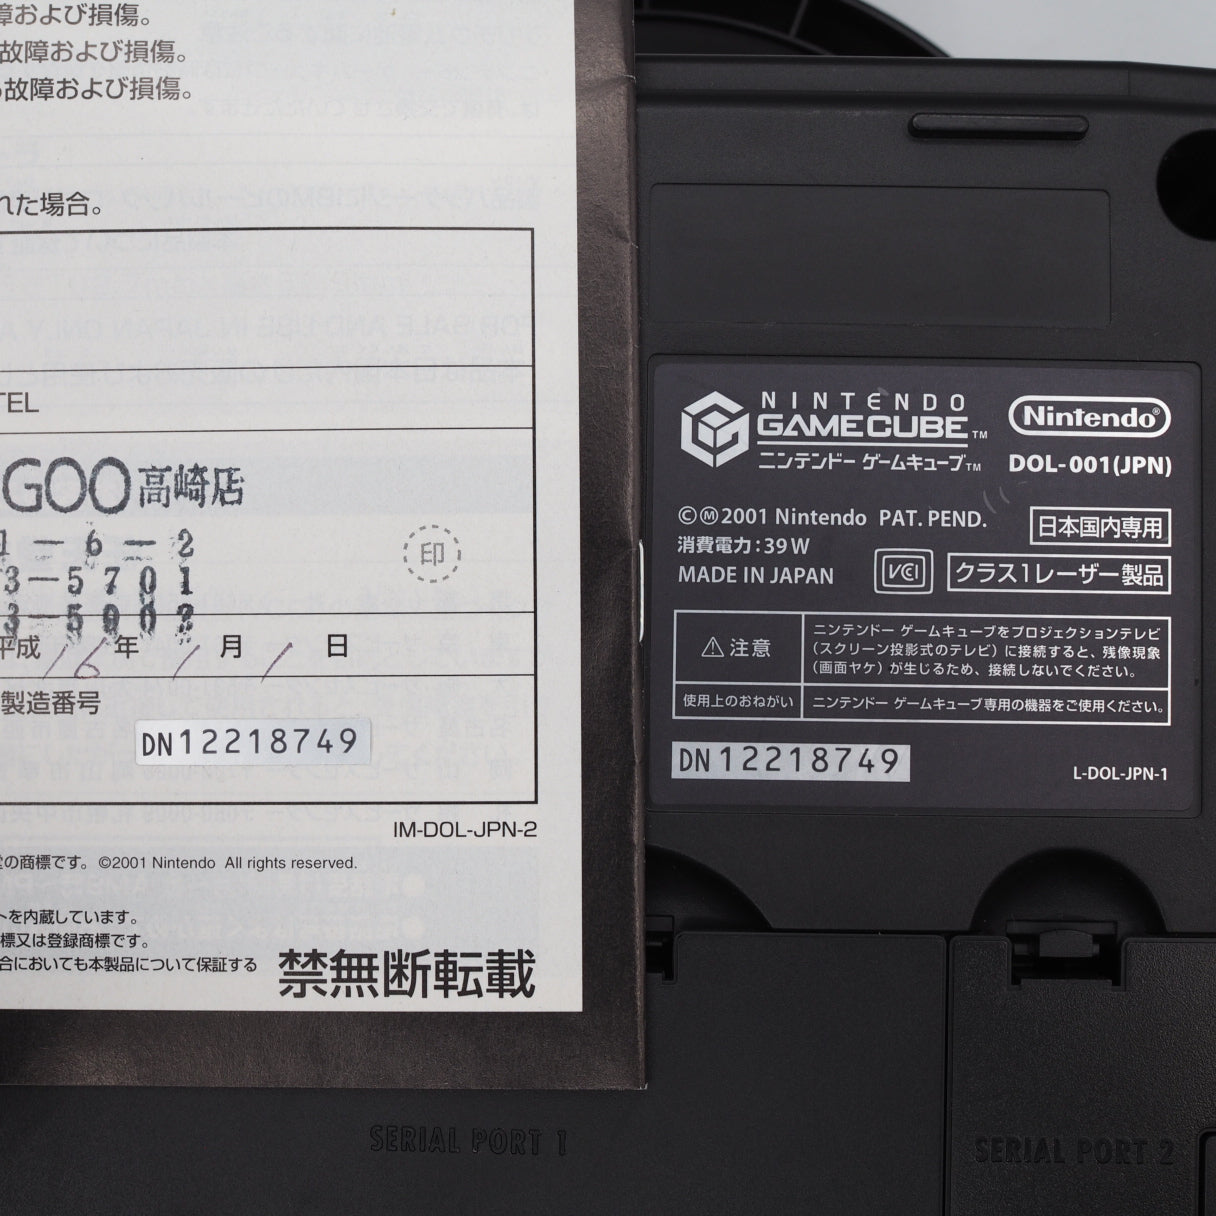 障および損傷。
故障および損傷。
故障および損傷。
れた場合。
TEL
GOO 高崎店
1-6-2
3-5701
3-5002
印
平成 16年 1月 1日
製造番号
DN12218749
IM-DOL-JPN-2
の商標です。 ©2001 Nintendo All rights reserved.
トを内蔵しています。
標又は登録商標です。
合においても本製品について保証する
禁無断転載
NINTENDO
GAMECUBE™
ニンテンドー ゲームキューブ™
Nintendo®
DOL-001(JPN)
©Ⓜ2001 Nintendo PAT. PEND.
日本国内専用
消費電力:39W
MADE IN JAPAN
VCI
クラス1レーザー製品
⚠注意
ニンテンドー ゲームキューブをプロジェクションテレビ
(スクリーン投影式のテレビ)に接続すると、残像現象
(画面ヤケ)が生じるため、接続しないでください。
使用上のおねがい
ニンテンドー ゲームキューブ専用の機器をご使用ください。
DN12218749
L-DOL-JPN-1
SERIAL PORT 1
SERIAL PORT 2